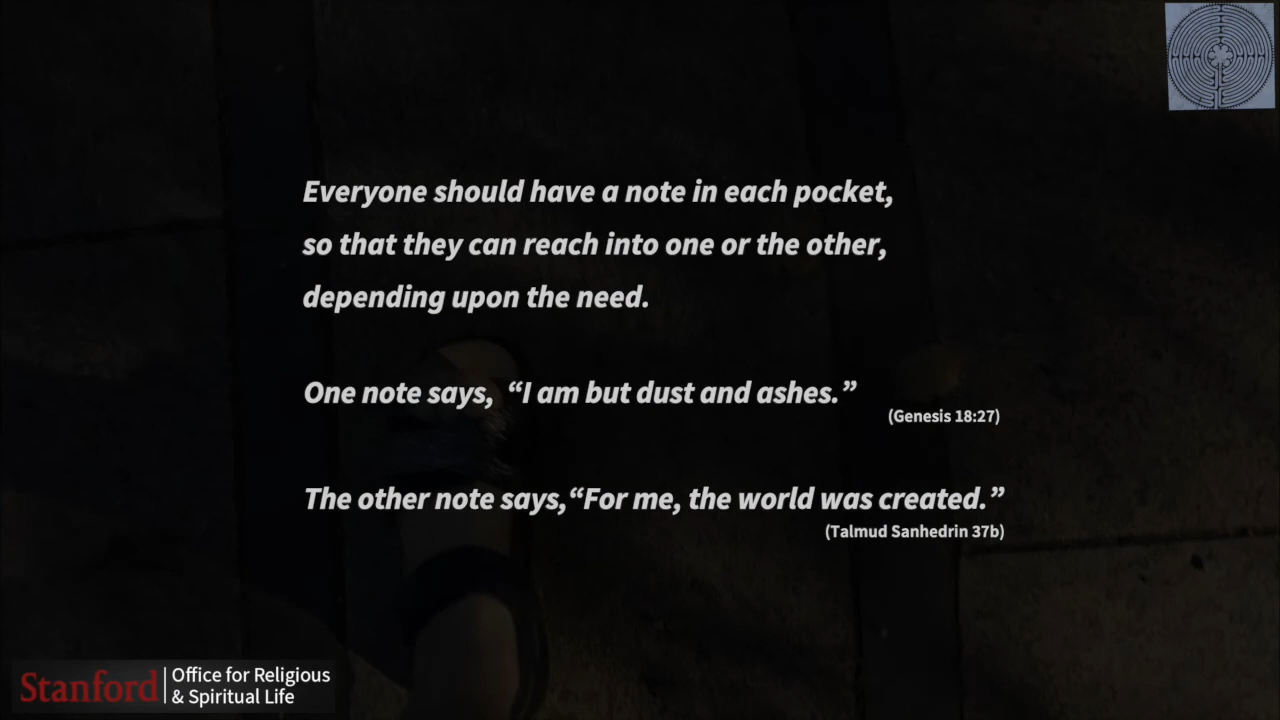 Everyone should have a note in each pocket,
so that they can reach into one or the other,
depending upon the need.
One note says, “I am but dust and ashes.”
(Genesis 18:27)
The other note says,“For me, the world was created.”
(Talmud Sanhedrin 37b)
Stanford
Office for Religious
& Spiritual Life